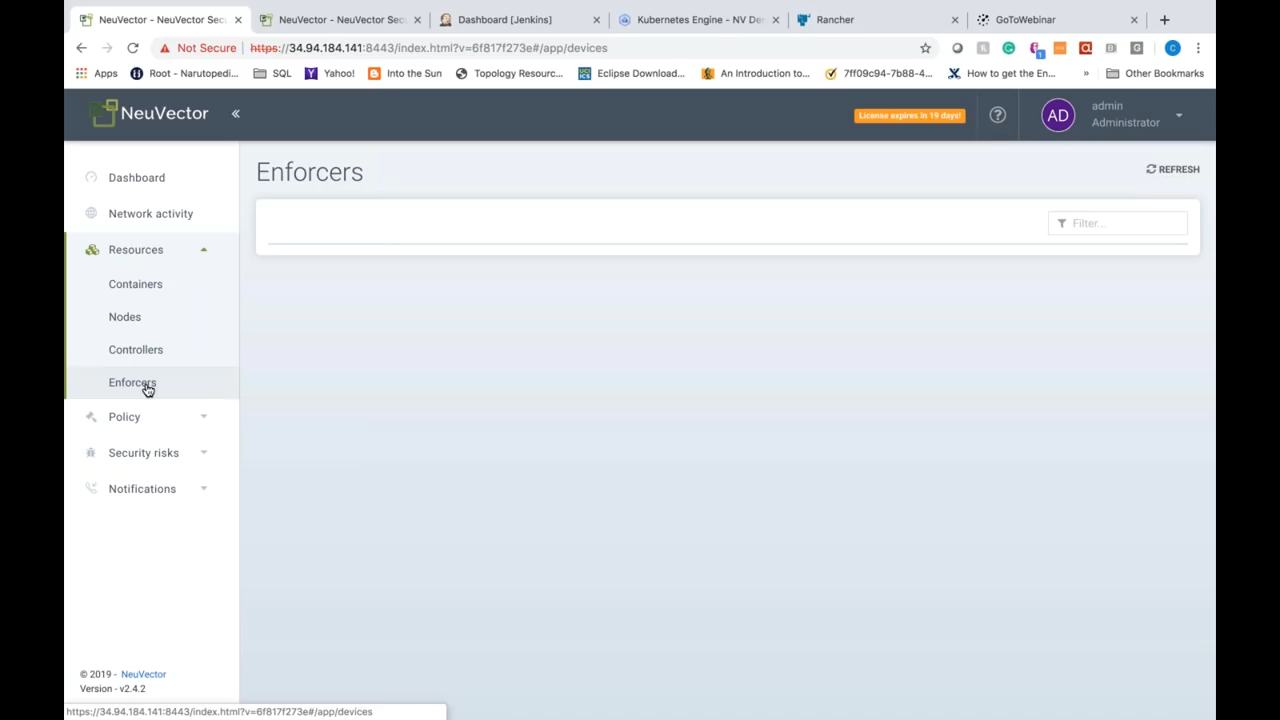 NeuVector - NeuVector Secu
NeuVector - NeuVector Secu
Dashboard [Jenkins]
Kubernetes Engine - NV Dem
Rancher
GoToWebinar
Not Secure
https://34.94.184.141:8443/index.html?v=6f817f273e#/app/devices
Apps
Root - Narutopedi...
SQL
Yahoo!
Into the Sun
Topology Resourc...
Eclipse Download...
An Introduction to...
7ff09c94-7b88-4...
How to get the En...
»
Other Bookmarks
NeuVector
License expires in 19 days!
AD
admin
Administrator
Dashboard
Network activity
Resources
Containers
Nodes
Controllers
Enforcers
Policy
Security risks
Notifications
Enforcers
REFRESH
Filter...
© 2019 - NeuVector
Version - v2.4.2
https://34.94.184.141:8443/index.html?v=6f817f273e#/app/devices